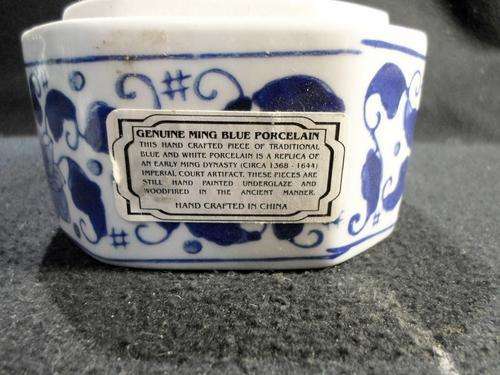 GENUINE MING BLUE PORCELAIN
THIS HAND CRAFTED PIECE OF TRADITIONAL
BLUE AND WHITE PORCELAIN IS A REPLICA OF
AN EARLY MING DYNASTY (CIRCA 1368 - 1644)
IMPERIAL COURT ARTIFACT. THESE PIECES ARE
STILL HAND PAINTED UNDERGLAZE AND
WOODFIRED IN THE ANCIENT MANNER.
HAND CRAFTED IN CHINA